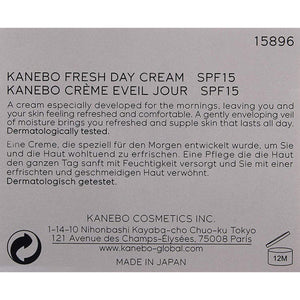 15896
KANEBO FRESH DAY CREAM SPF15
KANEBO CRÈME EVEIL JOUR SPF15
A cream especially developed for the mornings, leaving you and
your skin feeling refreshed and comfortable. A gently enveloping veil
of moisture brings you refreshed and supple skin that lasts all day.
Dermatologically tested.
Eine Creme, die speziell für den Morgen entwickelt wurde, um Sie
und die Haut wohltuend zu erfrischen. Eine Pflege die die Haut
den ganzen Tag sanft mit Feuchtigkeit versorgt und Sie mit einer
erfrischten und geschmeidigen Haut verwöhnt.
Dermatologisch getestet.
KANEBO COSMETICS INC.
1-14-10 Nihonbashi Kayaba-cho Chuo-ku Tokyo
121 Avenue des Champs-Élysées, 75008 Paris
www.kanebo-global.com
MADE IN JAPAN
12M